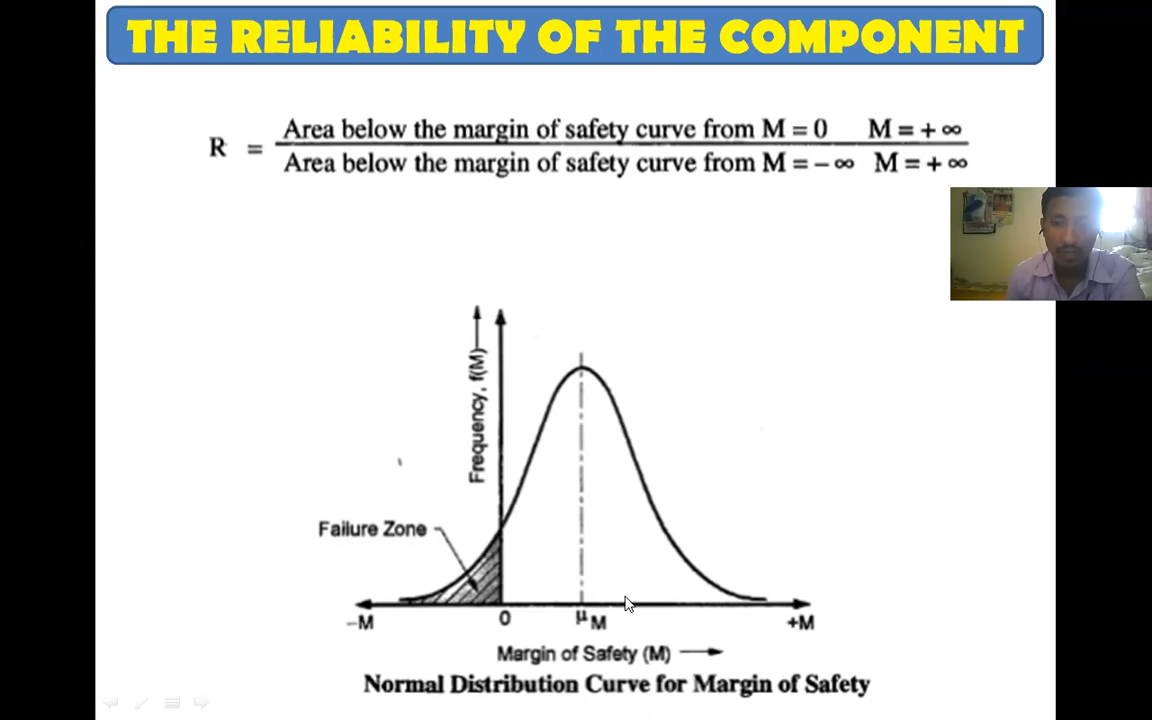 THE RELIABILITY OF THE COMPONENT
R = Area below the margin of safety curve from M = 0 M = + ∞
Area below the margin of safety curve from M = – ∞ M = + ∞
Frequency, f(M)
Failure Zone
–M 0 μM +M
Margin of Safety (M)
Normal Distribution Curve for Margin of Safety